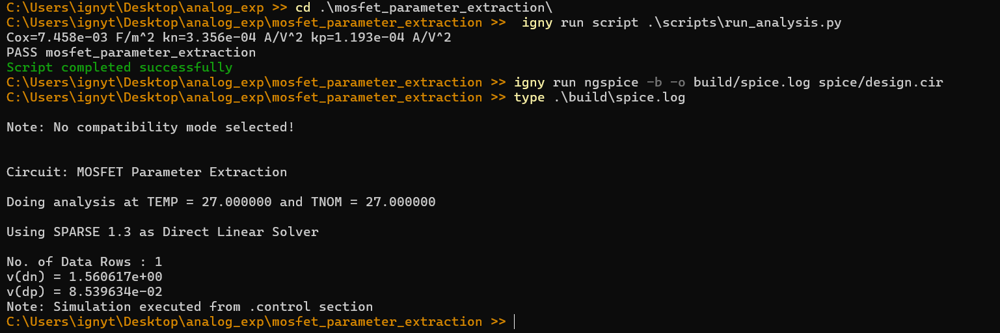 C:\Users\ignyt\Desktop\analog_exp >> cd .\mosfet_parameter_extraction\
C:\Users\ignyt\Desktop\analog_exp\mosfet_parameter_extraction >>  igny run script .\scripts\run_analysis.py
Cox=7.458e-03 F/m^2 kn=3.356e-04 A/V^2 kp=1.193e-04 A/V^2
PASS mosfet_parameter_extraction
Script completed successfully
C:\Users\ignyt\Desktop\analog_exp\mosfet_parameter_extraction >> igny run ngspice -b -o build/spice.log spice/design.cir
C:\Users\ignyt\Desktop\analog_exp\mosfet_parameter_extraction >> type .\build\spice.log
Note: No compatibility mode selected!
Circuit: MOSFET Parameter Extraction
Doing analysis at TEMP = 27.000000 and TNOM = 27.000000
Using SPARSE 1.3 as Direct Linear Solver
No. of Data Rows : 1
v(dn) = 1.560617e+00
v(dp) = 8.539634e-02
Note: Simulation executed from .control section
C:\Users\ignyt\Desktop\analog_exp\mosfet_parameter_extraction >>